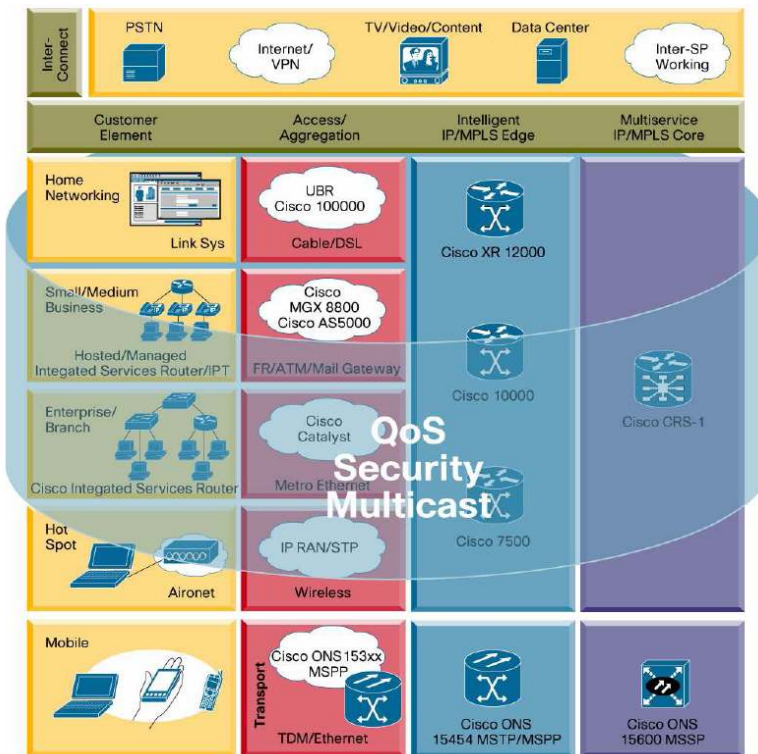 Inter-
Connect
PSTN
Internet/
VPN
TV/Video/Content
Data Center
Inter-SP
Working
Customer
Element
Access/
Aggregation
Intelligent
IP/MPLS Edge
Multiservice
IP/MPLS Core
Home
Networking
Link Sys
UBR
Cisco 100000
Cable/DSL
Cisco XR 12000
Small/Medium
Business
Hosted/Managed
Integated Services Router/IPT
Cisco
MGX 8800
Cisco AS5000
FR/ATM/Mail Gateway
Cisco 10000
Cisco CRS-1
Enterprise/
Branch
Cisco Integated Services Router
Cisco
Catalyst
Metro Ethernet
QoS
Security
Multicast
Hot
Spot
Aironet
IP RAN/STP
Wireless
Cisco 7500
Mobile
Transport
Cisco ONS153xx
MSPP
TDM/Ethernet
Cisco ONS
15454 MSTP/MSPP
Cisco ONS
15600 MSSP